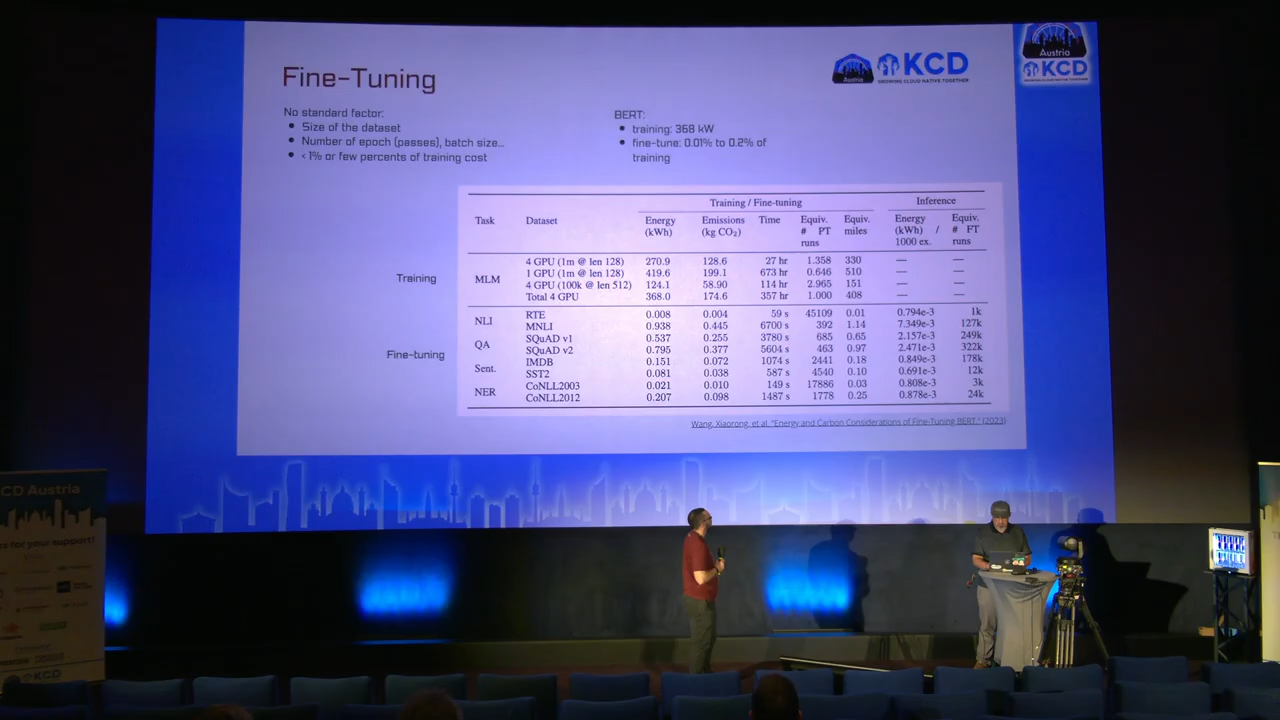 Fine-Tuning
Austria
KCD
GROWING CLOUD NATIVE TOGETHER
Austria
KCD
GROWING CLOUD NATIVE TOGETHER
No standard factor:
• Size of the dataset
• Number of epoch (passes), batch size...
• < 1% or few percents of training cost
BERT:
• training: 368 kW
• fine-tune: 0.01% to 0.2% of
training
Training / Fine-tuning Inference
Task Dataset Energy Emissions Time Equiv. Equiv. Energy Equiv.
(kWh) (kg CO2) # PT miles (kWh) / # FT
runs 1000 ex. runs
Training
MLM
4 GPU (1m @ len 128) 270.9 128.6 27 hr 1.358 330 — —
1 GPU (1m @ len 128) 419.6 199.1 673 hr 0.646 510 — —
4 GPU (100k @ len 512) 124.1 58.90 114 hr 2.965 151 — —
Total 4 GPU 368.0 174.6 357 hr 1.000 408 — —
Fine-tuning
NLI
RTE 0.008 0.004 59 s 45109 0.01 0.794e-3 1k
MNLI 0.938 0.445 6700 s 392 1.14 7.349e-3 127k
QA
SQuAD v1 0.537 0.255 3780 s 685 0.65 2.157e-3 249k
SQuAD v2 0.795 0.377 5604 s 463 0.97 2.471e-3 322k
Sent.
IMDB 0.151 0.072 1074 s 2441 0.18 0.849e-3 178k
SST2 0.081 0.038 587 s 4540 0.10 0.691e-3 12k
NER
CoNLL2003 0.021 0.010 149 s 17886 0.03 0.808e-3 3k
CoNLL2012 0.207 0.098 1487 s 1778 0.25 0.878e-3 24k
Wang, Xiaorong, et al. "Energy and Carbon Considerations of Fine-Tuning BERT." (2023)
CD Austria
s for your support!
KCD